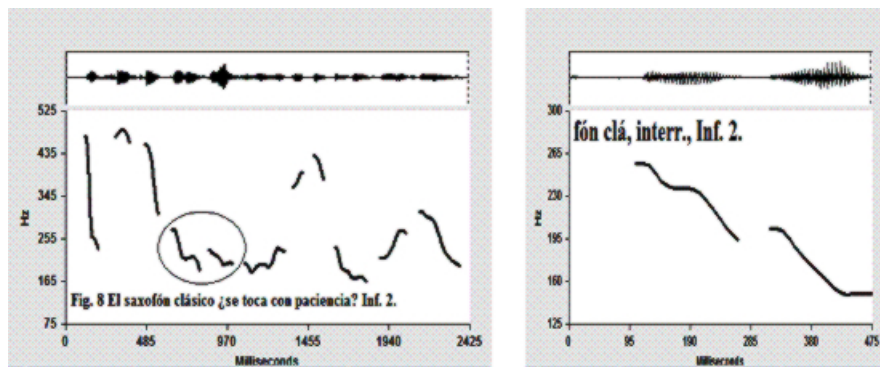 525
435
345
255
165
75
Hz
Fig. 8 El saxofón clásico ¿se toca con paciencia? Inf. 2.
0 485 970 1455 1940 2425
Milliseconds
300
265
230
195
160
125
Hz
fón clá, interr., Inf. 2.
0 95 190 380 475
Milliseconds